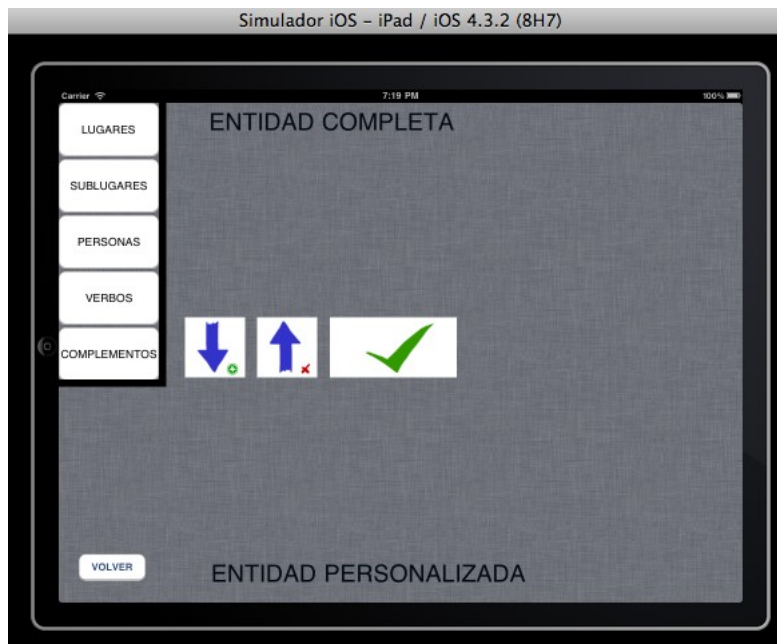 Simulador iOS – iPad / iOS 4.3.2 (8H7)
Carrier 7:19 PM 100%
LUGARES
ENTIDAD COMPLETA
SUBLUGARES
PERSONAS
VERBOS
COMPLEMENTOS
VOLVER
ENTIDAD PERSONALIZADA